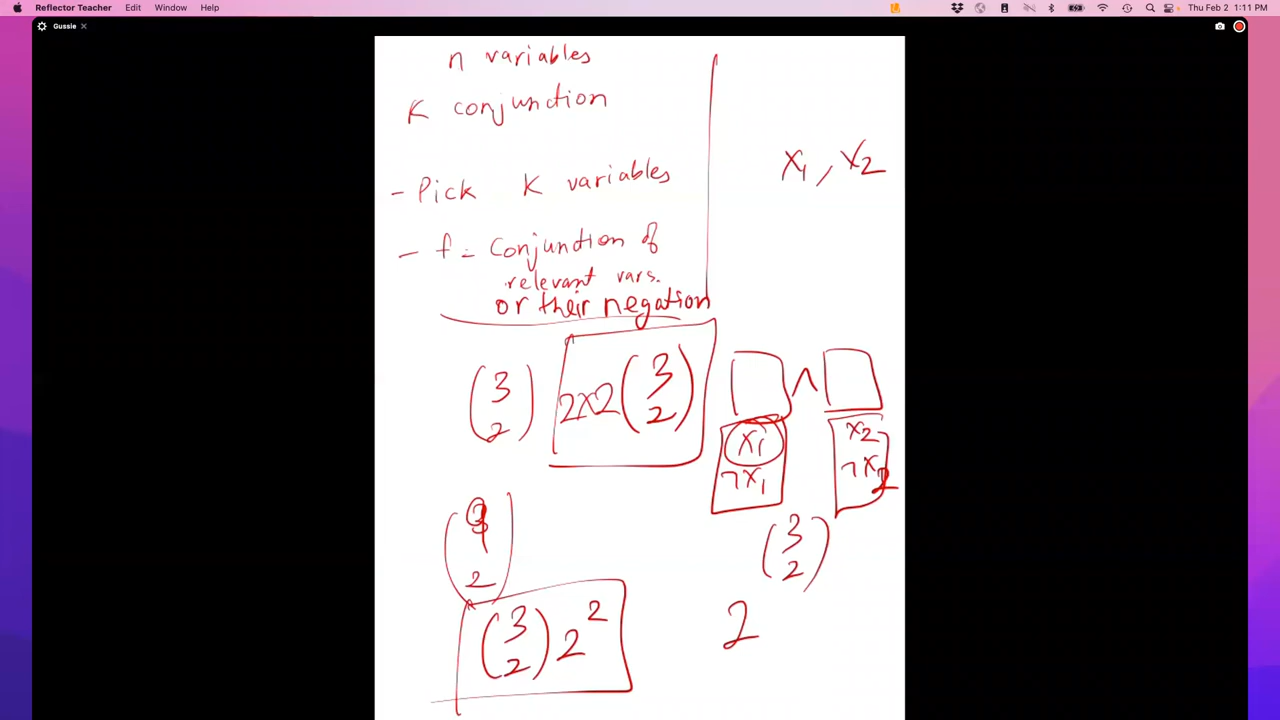 Reflector Teacher Edit Window Help
Thu Feb 2 1:11 PM
Gussie
n variables
K conjunction
- Pick K variables
- f = Conjunction of
relevant vars.
or their negation
x1, x2
(3 2)
2x2 (3 2)
∧
x1
¬x1
x2
¬x2
(3 2)
(3 2) 2^2
2